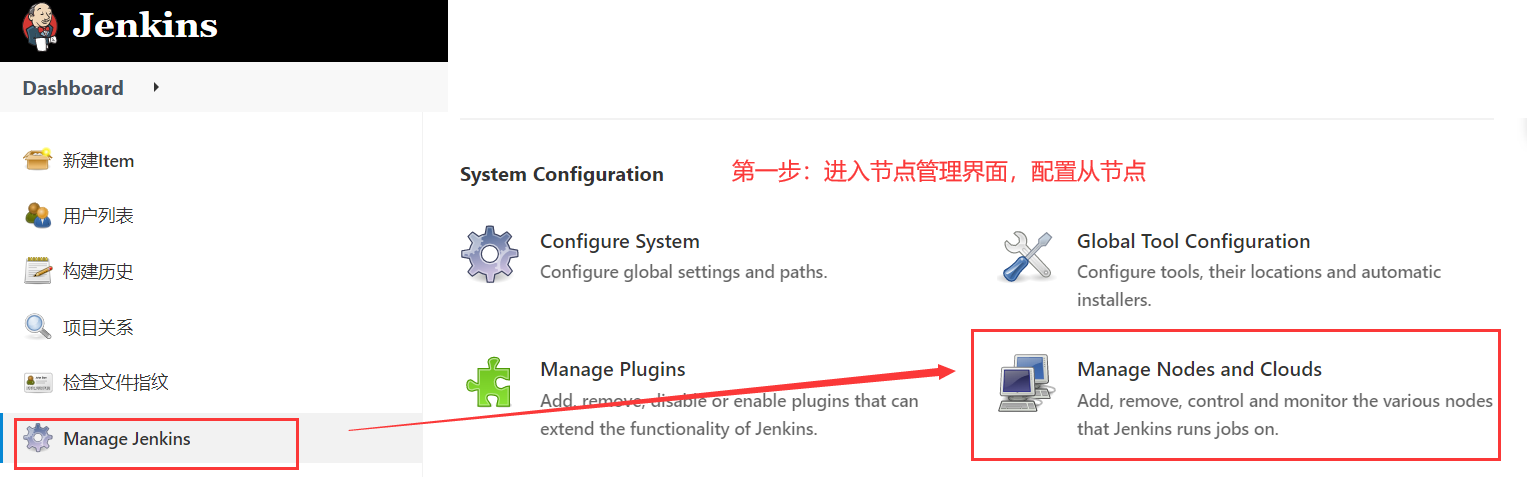 Jenkins
Dashboard
新建Item
用户列表
构建历史
项目关系
检查文件指纹
Manage Jenkins
System Configuration
第一步：进入节点管理界面，配置从节点
Configure System
Configure global settings and paths.
Global Tool Configuration
Configure tools, their locations and automatic
installers.
Manage Plugins
Add, remove, disable or enable plugins that can
extend the functionality of Jenkins.
Manage Nodes and Clouds
Add, remove, control and monitor the various nodes
that Jenkins runs jobs on.